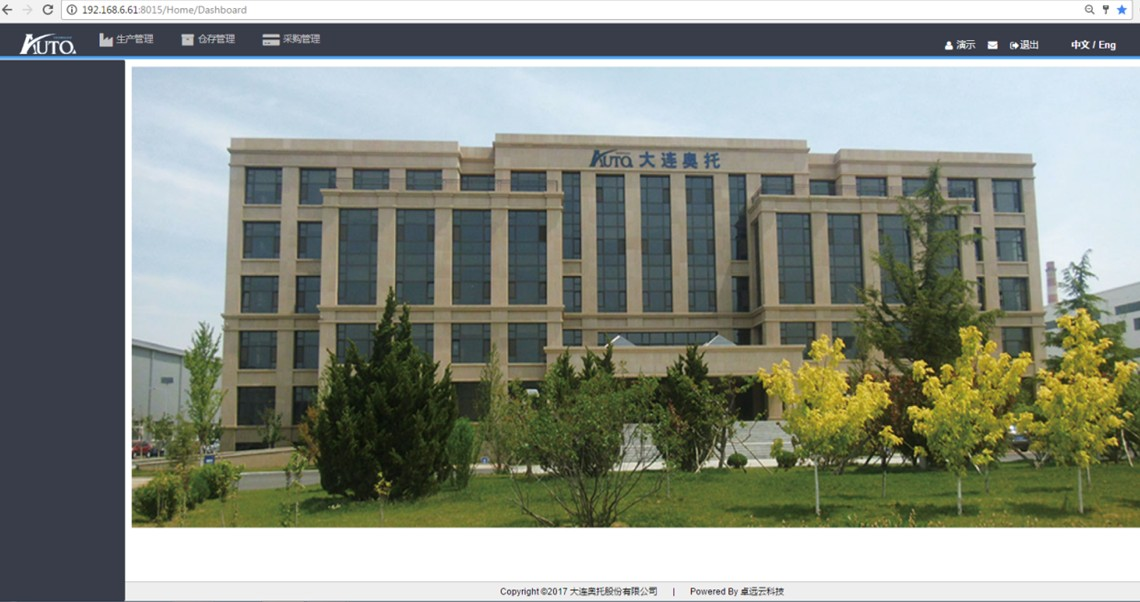 192.168.6.61:8015/Home/Dashboard
AUTO. 生产管理 仓存管理 采购管理 演示 退出 中文 / Eng
AUTO. 大连奥托
Copyright ©2017 大连奥托股份有限公司 | Powered By 卓远云科技